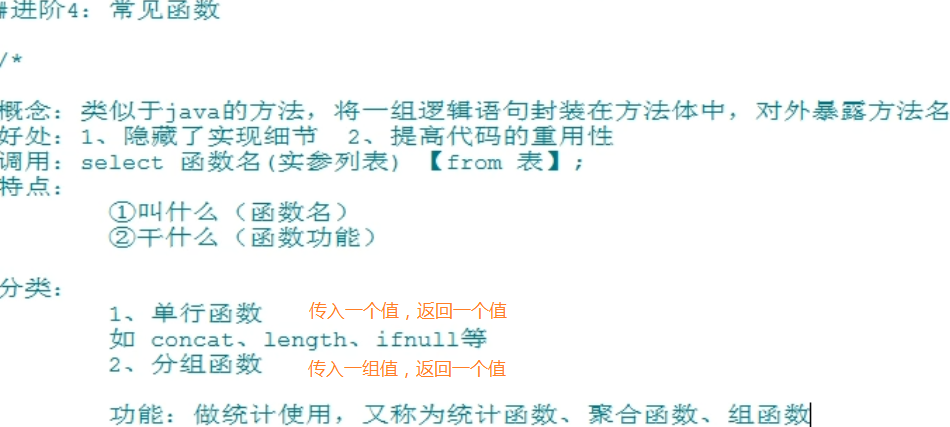 #进阶4：常见函数
/*
概念：类似于java的方法，将一组逻辑语句封装在方法体中，对外暴露方法名
好处：1、隐藏了实现细节  2、提高代码的重用性
调用：select 函数名(实参列表) 【from 表】;
特点：
①叫什么（函数名）
②干什么（函数功能）
分类：
1、单行函数 传入一个值，返回一个值
如 concat、length、ifnull等
2、分组函数 传入一组值，返回一个值
功能：做统计使用，又称为统计函数、聚合函数、组函数